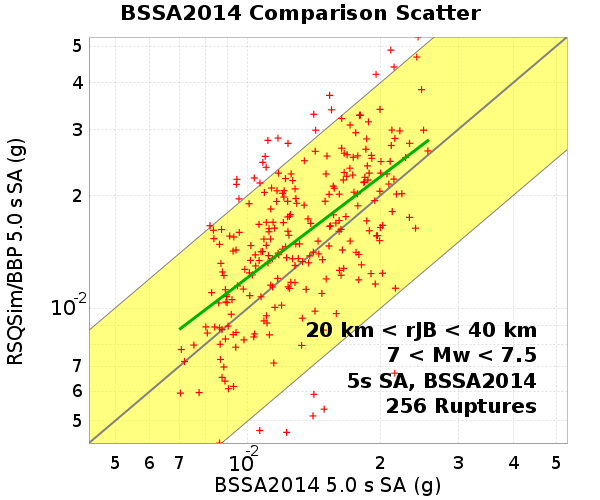 BSSA2014 Comparison Scatter
RSQSim/BBP 5.0 s SA (g)
5
4
3
2
10⁻²
7
6
5
20 km < rJB < 40 km
7 < Mw < 7.5
5s SA, BSSA2014
256 Ruptures
5 6 7 10⁻² 2 3 4 5
BSSA2014 5.0 s SA (g)